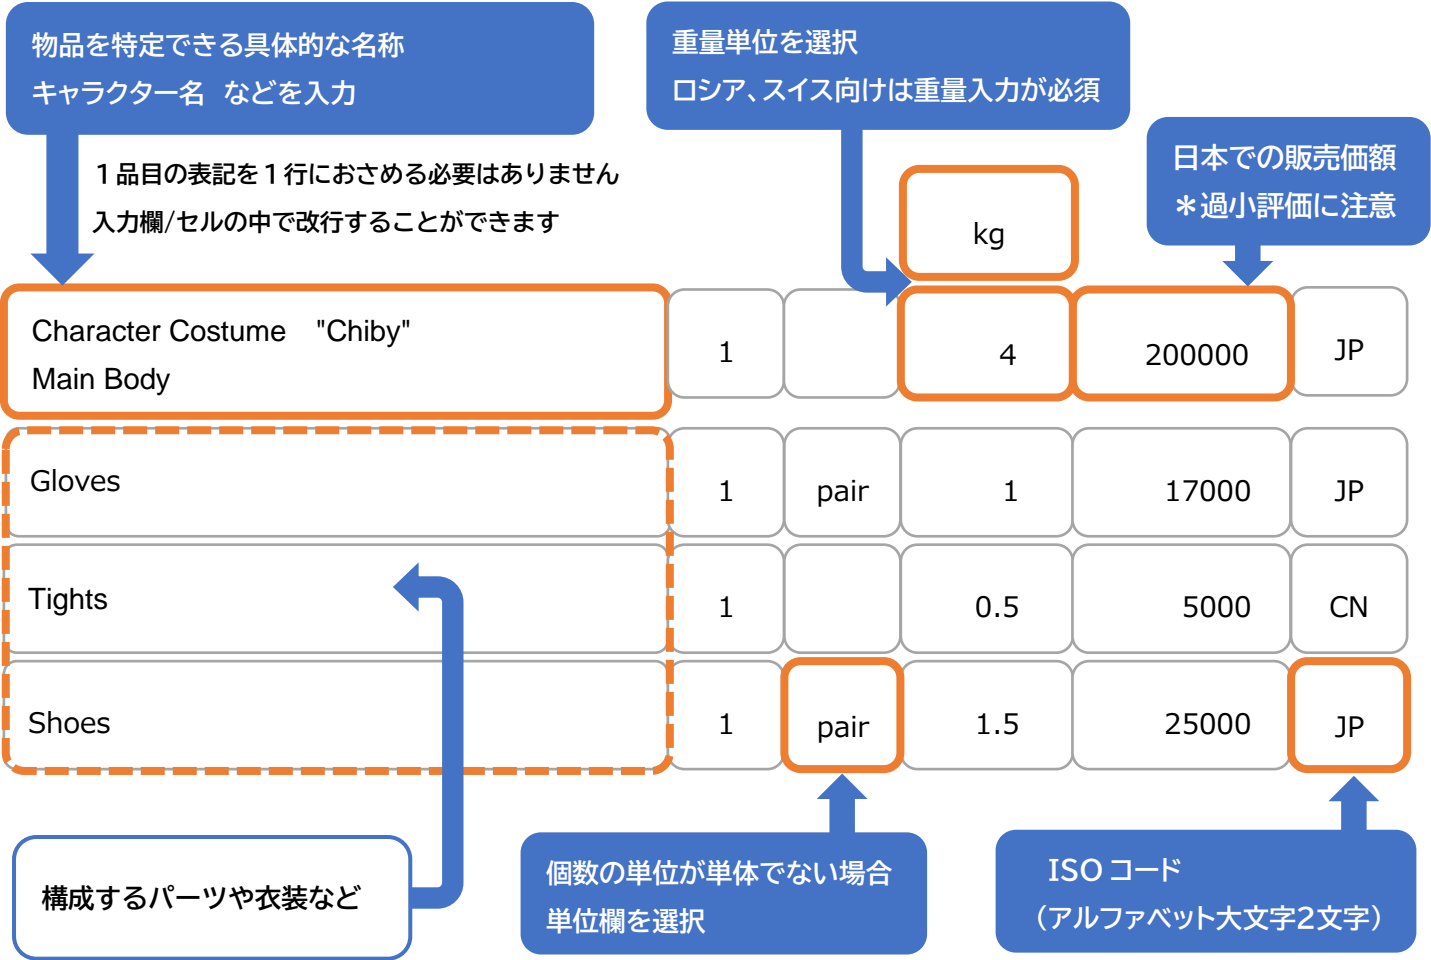 物品を特定できる具体的な名称
キャラクター名　などを入力
重量単位を選択
ロシア、スイス向けは重量入力が必須
日本での販売価額
＊過小評価に注意
１品目の表記を１行におさめる必要はありません
入力欄/セルの中で改行することができます
kg
Character Costume　"Chiby"
Main Body
1 4 200000 JP
Gloves 1 pair 1 17000 JP
Tights 1 0.5 5000 CN
Shoes 1 pair 1.5 25000 JP
構成するパーツや衣装など
個数の単位が単体でない場合
単位欄を選択
ISOコード
（アルファベット大文字2文字）